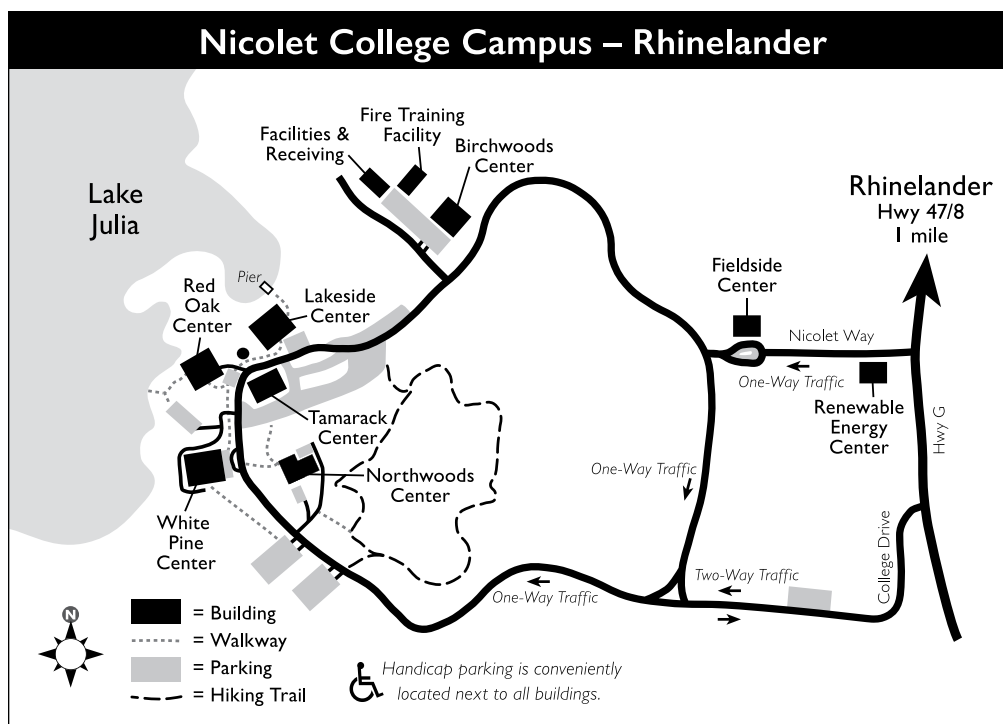 Nicolet College Campus – Rhinelander
Fire Training
Facility
Facilities &
Receiving
Birchwoods
Center
Lake
Julia
Rhinelander
Hwy 47/8
1 mile
Pier
Red
Oak
Center
Lakeside
Center
Fieldside
Center
Nicolet Way
One-Way Traffic
Renewable
Energy
Center
Hwy G
Tamarack
Center
Northwoods
Center
One-Way Traffic
White
Pine
Center
College Drive
Two-Way Traffic
One-Way Traffic
N
= Building
= Walkway
= Parking
= Hiking Trail
Handicap parking is conveniently
located next to all buildings.